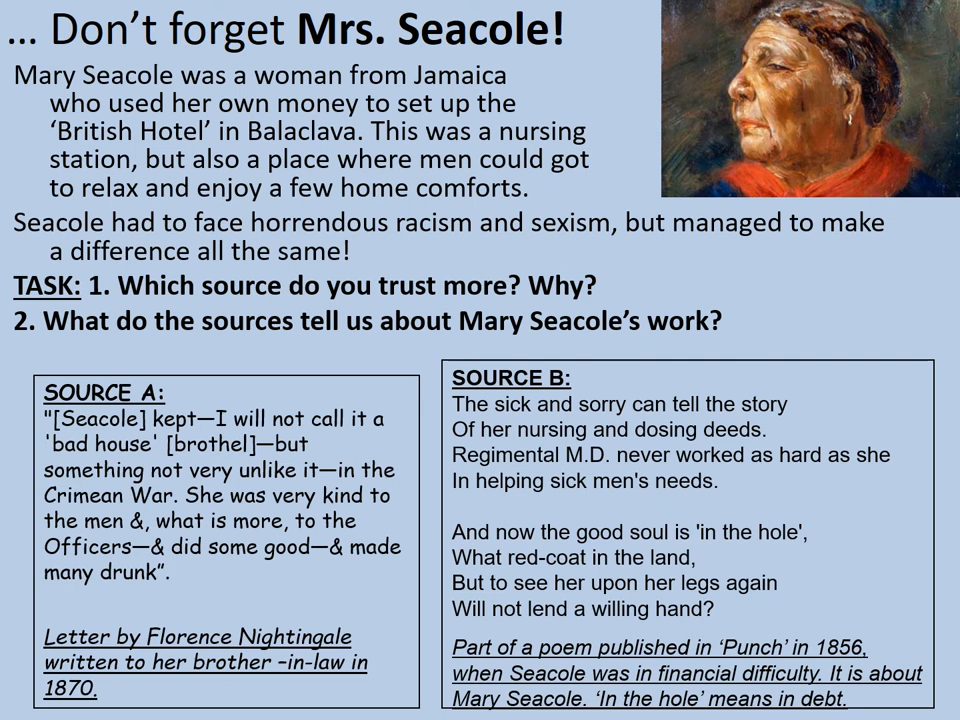 ... Don't forget Mrs. Seacole!
Mary Seacole was a woman from Jamaica
who used her own money to set up the
‘British Hotel’ in Balaclava. This was a nursing
station, but also a place where men could got
to relax and enjoy a few home comforts.
Seacole had to face horrendous racism and sexism, but managed to make
a difference all the same!
TASK: 1. Which source do you trust more? Why?
2. What do the sources tell us about Mary Seacole’s work?
SOURCE A:
"[Seacole] kept—I will not call it a
'bad house' [brothel]—but
something not very unlike it—in the
Crimean War. She was very kind to
the men &, what is more, to the
Officers—& did some good—& made
many drunk”.
Letter by Florence Nightingale
written to her brother –in-law in
1870.
SOURCE B:
The sick and sorry can tell the story
Of her nursing and dosing deeds.
Regimental M.D. never worked as hard as she
In helping sick men's needs.
And now the good soul is 'in the hole',
What red-coat in the land,
But to see her upon her legs again
Will not lend a willing hand?
Part of a poem published in ‘Punch’ in 1856,
when Seacole was in financial difficulty. It is about
Mary Seacole. ‘In the hole’ means in debt.